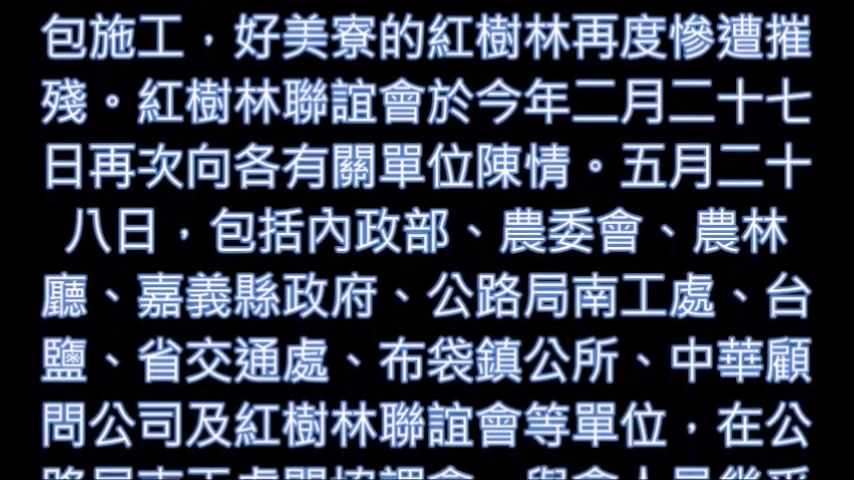 包施工，好美寮的紅樹林再度慘遭摧
殘。紅樹林聯誼會於今年二月二十七
日再次向各有關單位陳情。五月二十
八日，包括內政部、農委會、農林
廳、嘉義縣政府、公路局南工處、台
鹽、省交通處、布袋鎮公所、中華顧
問公司及紅樹林聯誼會等單位，在公